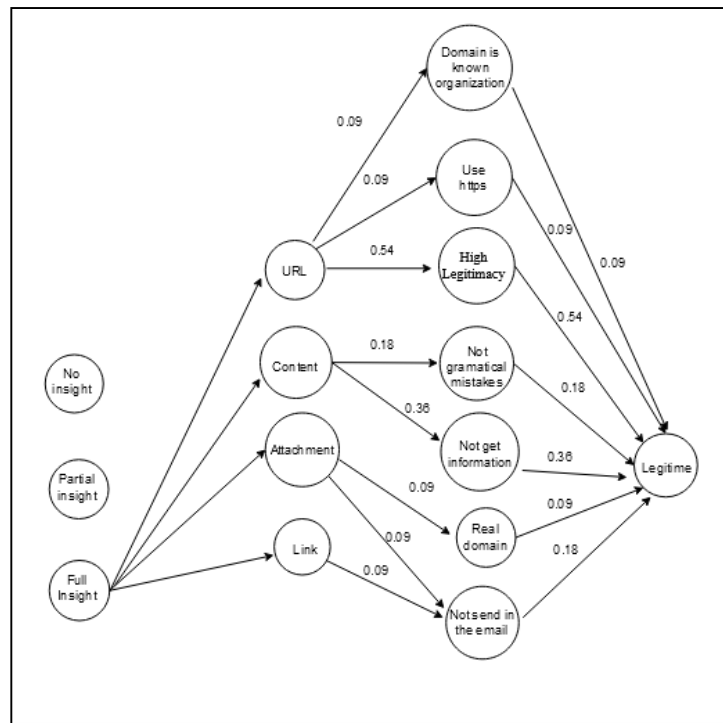 Domain is
known
organization
0.09
Use
https
0.09
0.09
0.09
URL
0.54
High
Legitimacy
0.54
No
insight
Content
0.18
Not
gramatical
mistakes
0.18
0.36
Attachment
Not get
information
0.36
Legitime
Partial
insight
0.09
Real
domain
0.09
0.09
0.18
Link
0.09
Full
Insight
Not send in
the email